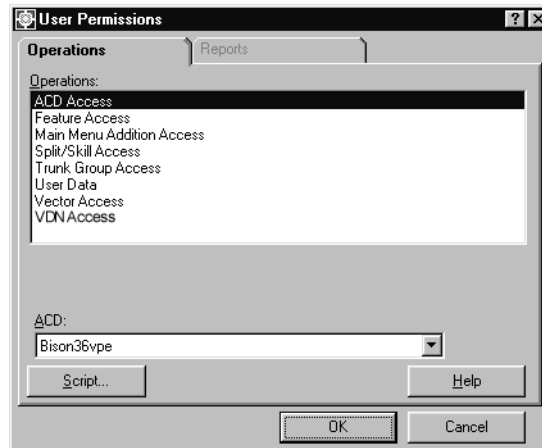 User Permissions
Operations
Reports
Operations:
ACD Access
Feature Access
Main Menu Addition Access
Split/Skill Access
Trunk Group Access
User Data
Vector Access
VDN Access
ACD:
Bison36vpe
Script...
Help
OK
Cancel